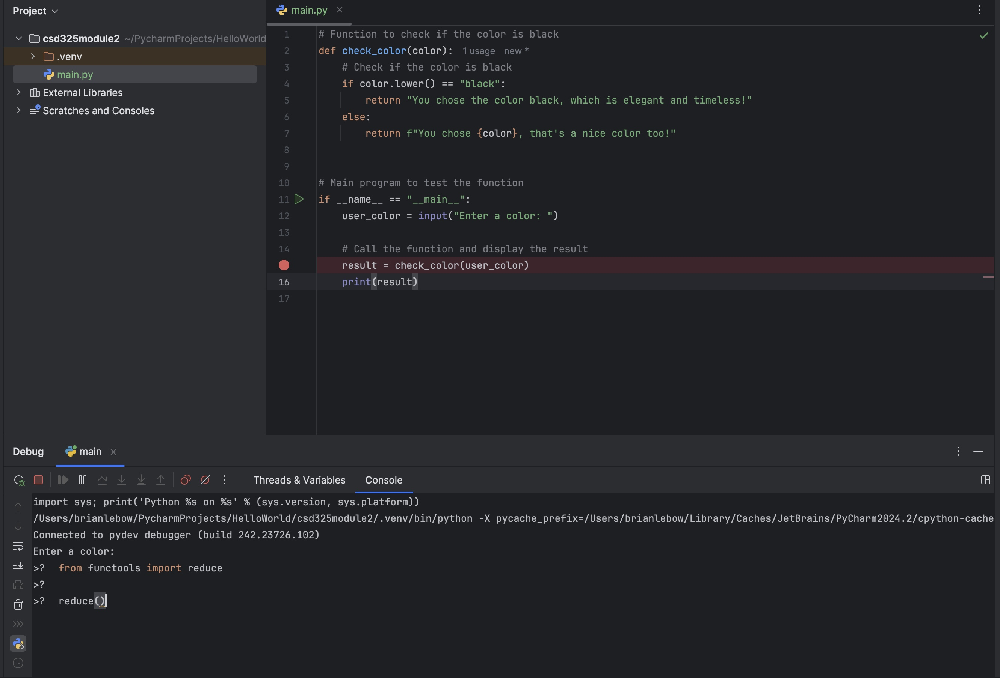 Project
csd325module2 ~/PycharmProjects/HelloWorld
.venv
main.py
External Libraries
Scratches and Consoles
main.py
1 # Function to check if the color is black
2 def check_color(color): 1 usage new *
3 # Check if the color is black
4 if color.lower() == "black":
5 return "You chose the color black, which is elegant and timeless!"
6 else:
7 return f"You chose {color}, that's a nice color too!"
8
9
10 # Main program to test the function
11 if __name__ == "__main__":
12 user_color = input("Enter a color: ")
13
14 # Call the function and display the result
result = check_color(user_color)
16 print(result)
17
Debug main
Threads & Variables Console
import sys; print('Python %s on %s' % (sys.version, sys.platform))
/Users/brianlebow/PycharmProjects/HelloWorld/csd325module2/.venv/bin/python -X pycache_prefix=/Users/brianlebow/Library/Caches/JetBrains/PyCharm2024.2/cpython-cache
Connected to pydev debugger (build 242.23726.102)
Enter a color:
>? from functools import reduce
>?
>? reduce()